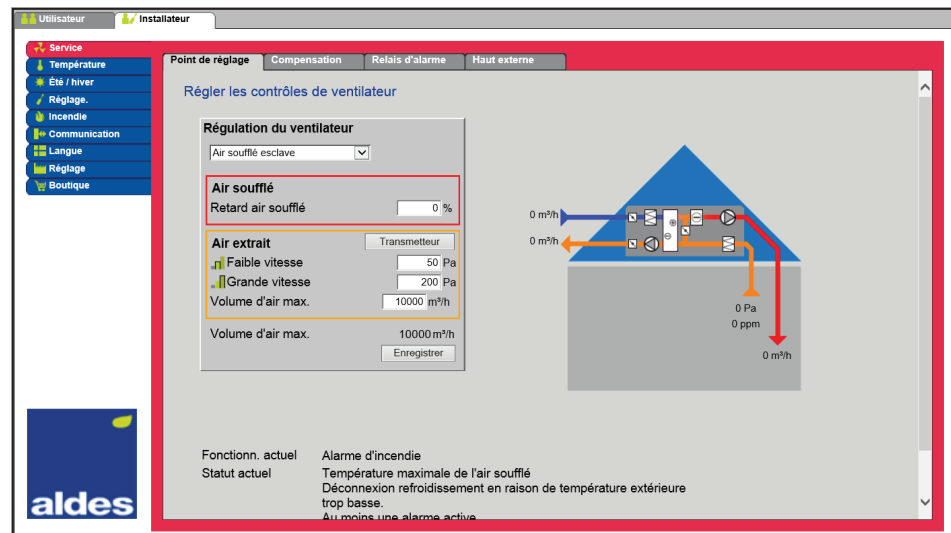 Utilisateur
Installateur
Service
Température
Été / hiver
Réglage.
Incendie
Communication
Langue
Réglage
Boutique
Point de réglage
Compensation
Relais d'alarme
Haut externe
Régler les contrôles de ventilateur
Régulation du ventilateur
Air soufflé esclave
Air soufflé
Retard air soufflé 0 %
Air extrait Transmetteur
Faible vitesse 50 Pa
Grande vitesse 200 Pa
Volume d'air max. 10000 m³/h
Volume d'air max. 10000 m³/h
Enregistrer
0 m³/h
0 m³/h
0 Pa
0 ppm
0 m³/h
Fonctionn. actuel Alarme d'incendie
Statut actuel Température maximale de l'air soufflé
Déconnexion refroidissement en raison de température extérieure
trop basse.
Au moins une alarme active
aldes